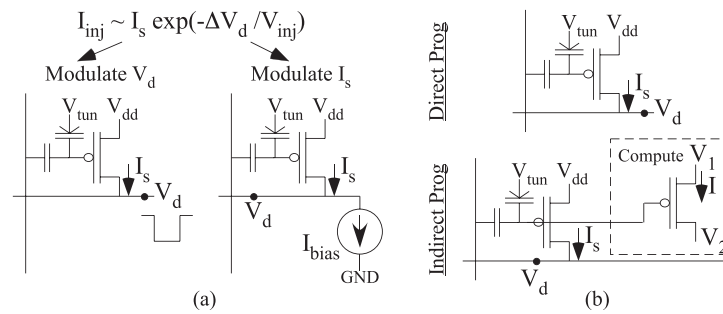 I_inj ~ I_s exp(-ΔV_d /V_inj)
Modulate V_d
Modulate I_s
V_tun
V_dd
I_s
V_d
V_tun
V_dd
I_s
V_d
I_bias
GND
(a)
Direct Prog
V_tun
V_dd
I_s
V_d
Indirect Prog
V_tun
V_dd
I_s
V_d
Compute
V_1
I
V_2
(b)